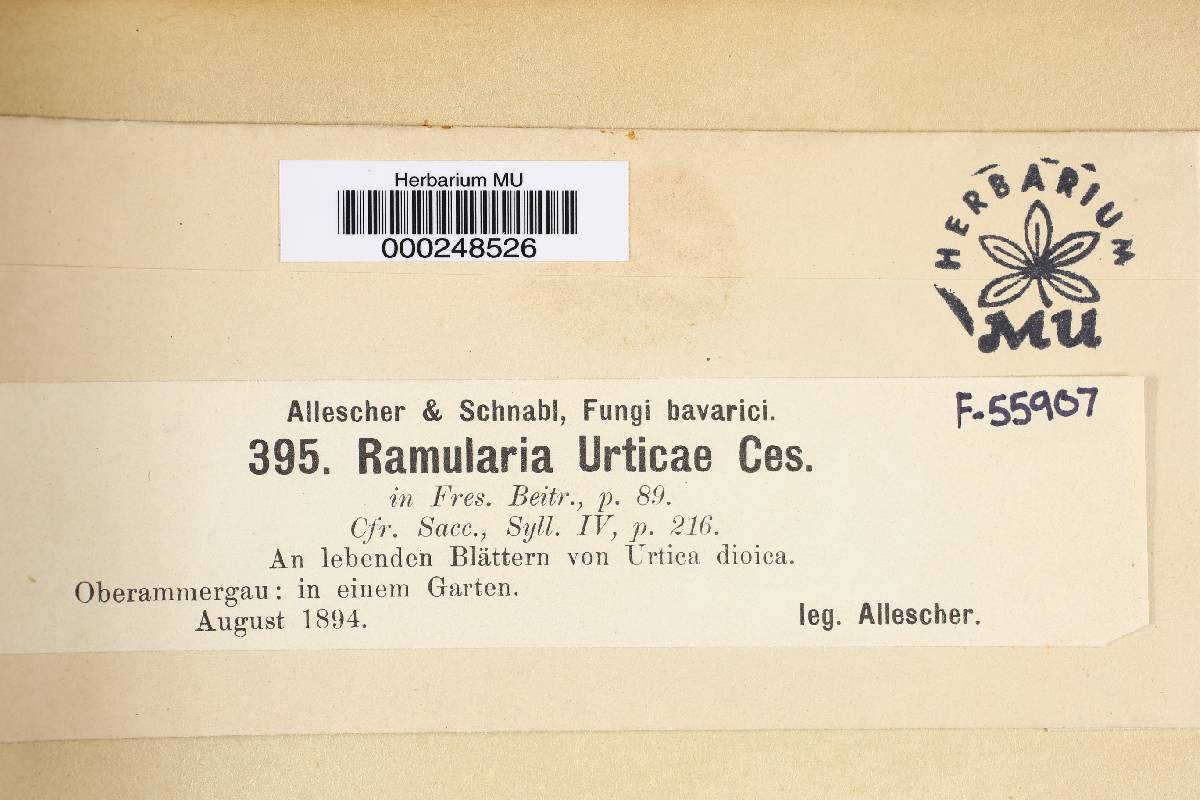 Herbarium MU
000248526
HERBARIUM
MU
F-55907
Allescher & Schnabl, Fungi bavarici.
395. Ramularia Urticae Ces.
in Fres. Beitr., p. 89.
Cfr. Sacc., Syll. IV, p. 216.
An lebenden Blättern von Urtica dioica.
Oberammergau: in einem Garten.
August 1894.
leg. Allescher.